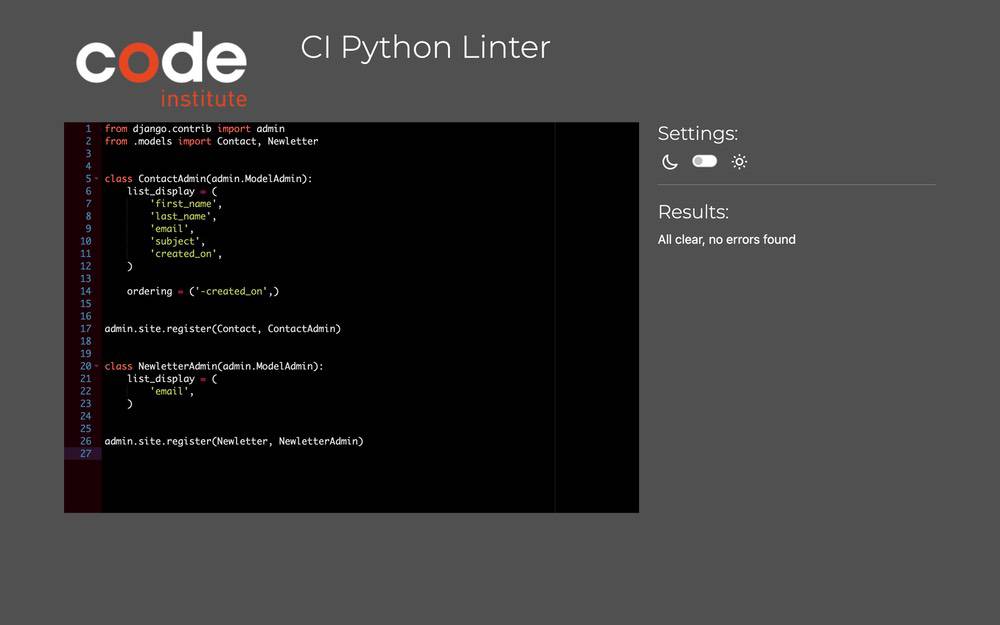 code
institute
CI Python Linter
1 from django.contrib import admin
2 from .models import Contact, Newletter
3
4
5 class ContactAdmin(admin.ModelAdmin):
6     list_display = (
7         'first_name',
8         'last_name',
9         'email',
10         'subject',
11         'created_on',
12     )
13
14     ordering = ('-created_on',)
15
16
17 admin.site.register(Contact, ContactAdmin)
18
19
20 class NewletterAdmin(admin.ModelAdmin):
21     list_display = (
22         'email',
23     )
24
25
26 admin.site.register(Newletter, NewletterAdmin)
27
Settings:
Results:
All clear, no errors found